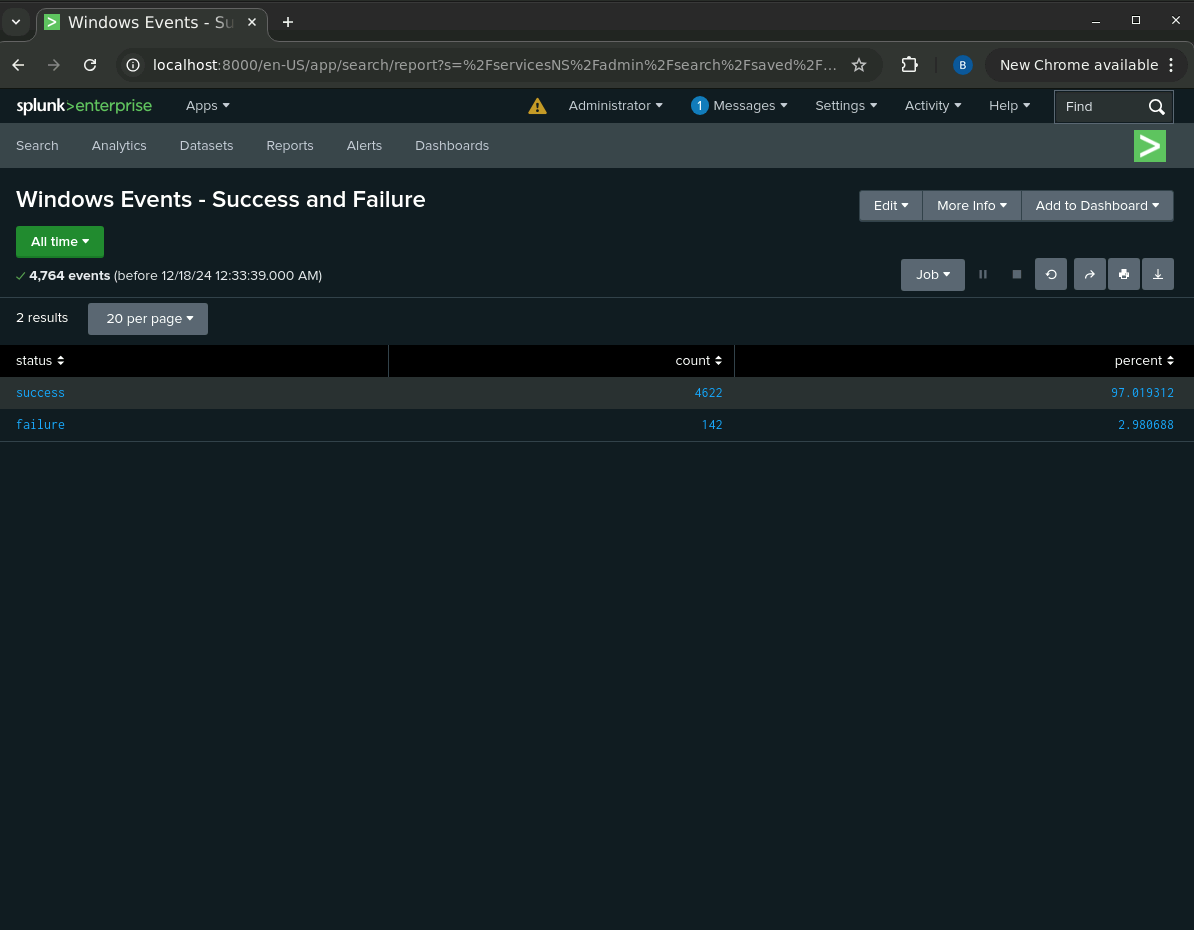 Windows Events - Su
localhost:8000/en-US/app/search/report?s=%2FservicesNS%2Fadmin%2Fsearch%2Fsaved%2F...
B
New Chrome available
splunk>enterprise
Apps
Administrator
1 Messages
Settings
Activity
Help
Find
Search
Analytics
Datasets
Reports
Alerts
Dashboards
Windows Events - Success and Failure
Edit
More Info
Add to Dashboard
All time
4,764 events (before 12/18/24 12:33:39.000 AM)
Job
2 results
20 per page
status count percent
success 4622 97.019312
failure 142 2.980688